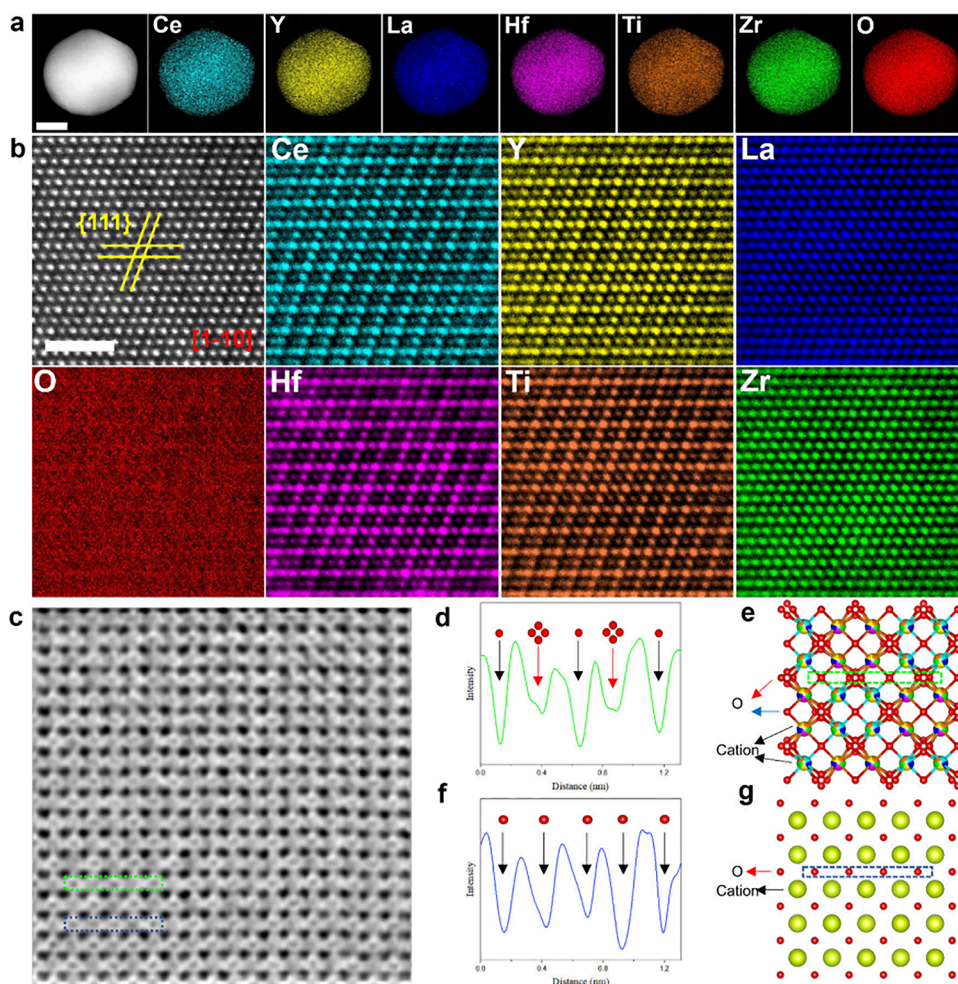 a
Ce
Y
La
Hf
Ti
Zr
O
b
{111}
[1-10]
Ce
Y
La
O
Hf
Ti
Zr
c
d
Intensity
0.0 0.4 0.8 1.2
Distance (nm)
e
O
Cation
f
Intensity
0.0 0.4 0.8 1.2
Distance (nm)
g
O
Cation